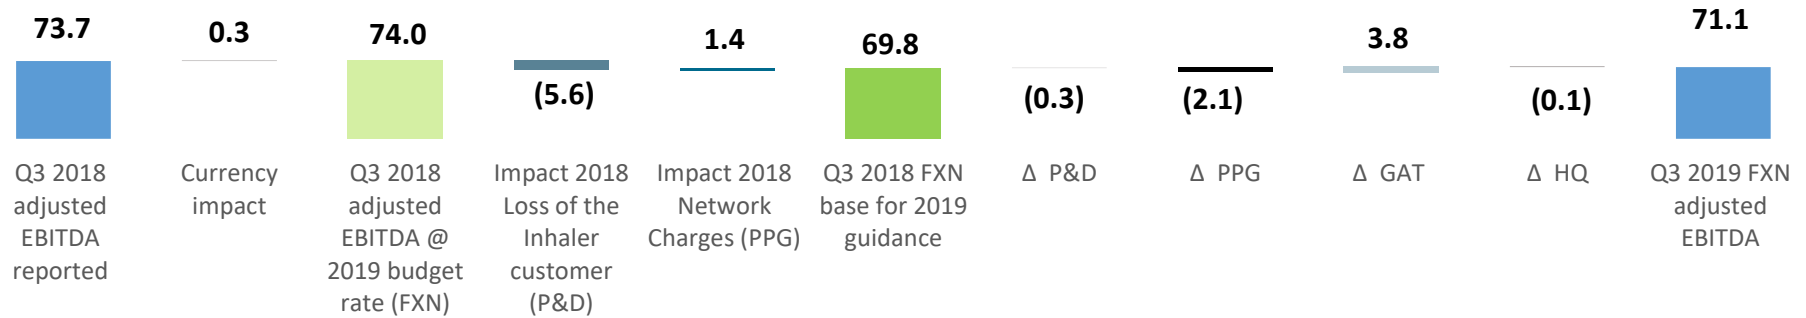 73.7
0.3
74.0
(5.6)
1.4
69.8
(0.3)
(2.1)
3.8
(0.1)
71.1
Q3 2018
adjusted
EBITDA
reported
Currency
impact
Q3 2018
adjusted
EBITDA @
2019 budget
rate (FXN)
Impact 2018
Loss of the
Inhaler
customer
(P&D)
Impact 2018
Network
Charges (PPG)
Q3 2018 FXN
base for 2019
guidance
Δ P&D
Δ PPG
Δ GAT
Δ HQ
Q3 2019 FXN
adjusted
EBITDA